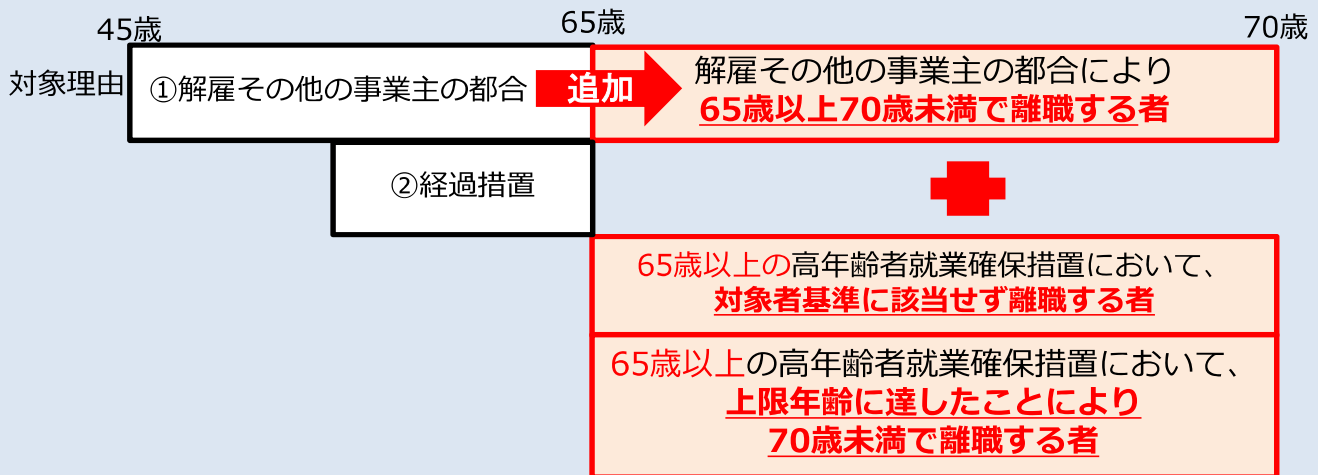 45歳
65歳
70歳
対象理由
①解雇その他の事業主の都合
追加
解雇その他の事業主の都合により
65歳以上70歳未満で離職する者
②経過措置
65歳以上の高年齢者就業確保措置において、
対象者基準に該当せず離職する者
65歳以上の高年齢者就業確保措置において、
上限年齢に達したことにより
70歳未満で離職する者